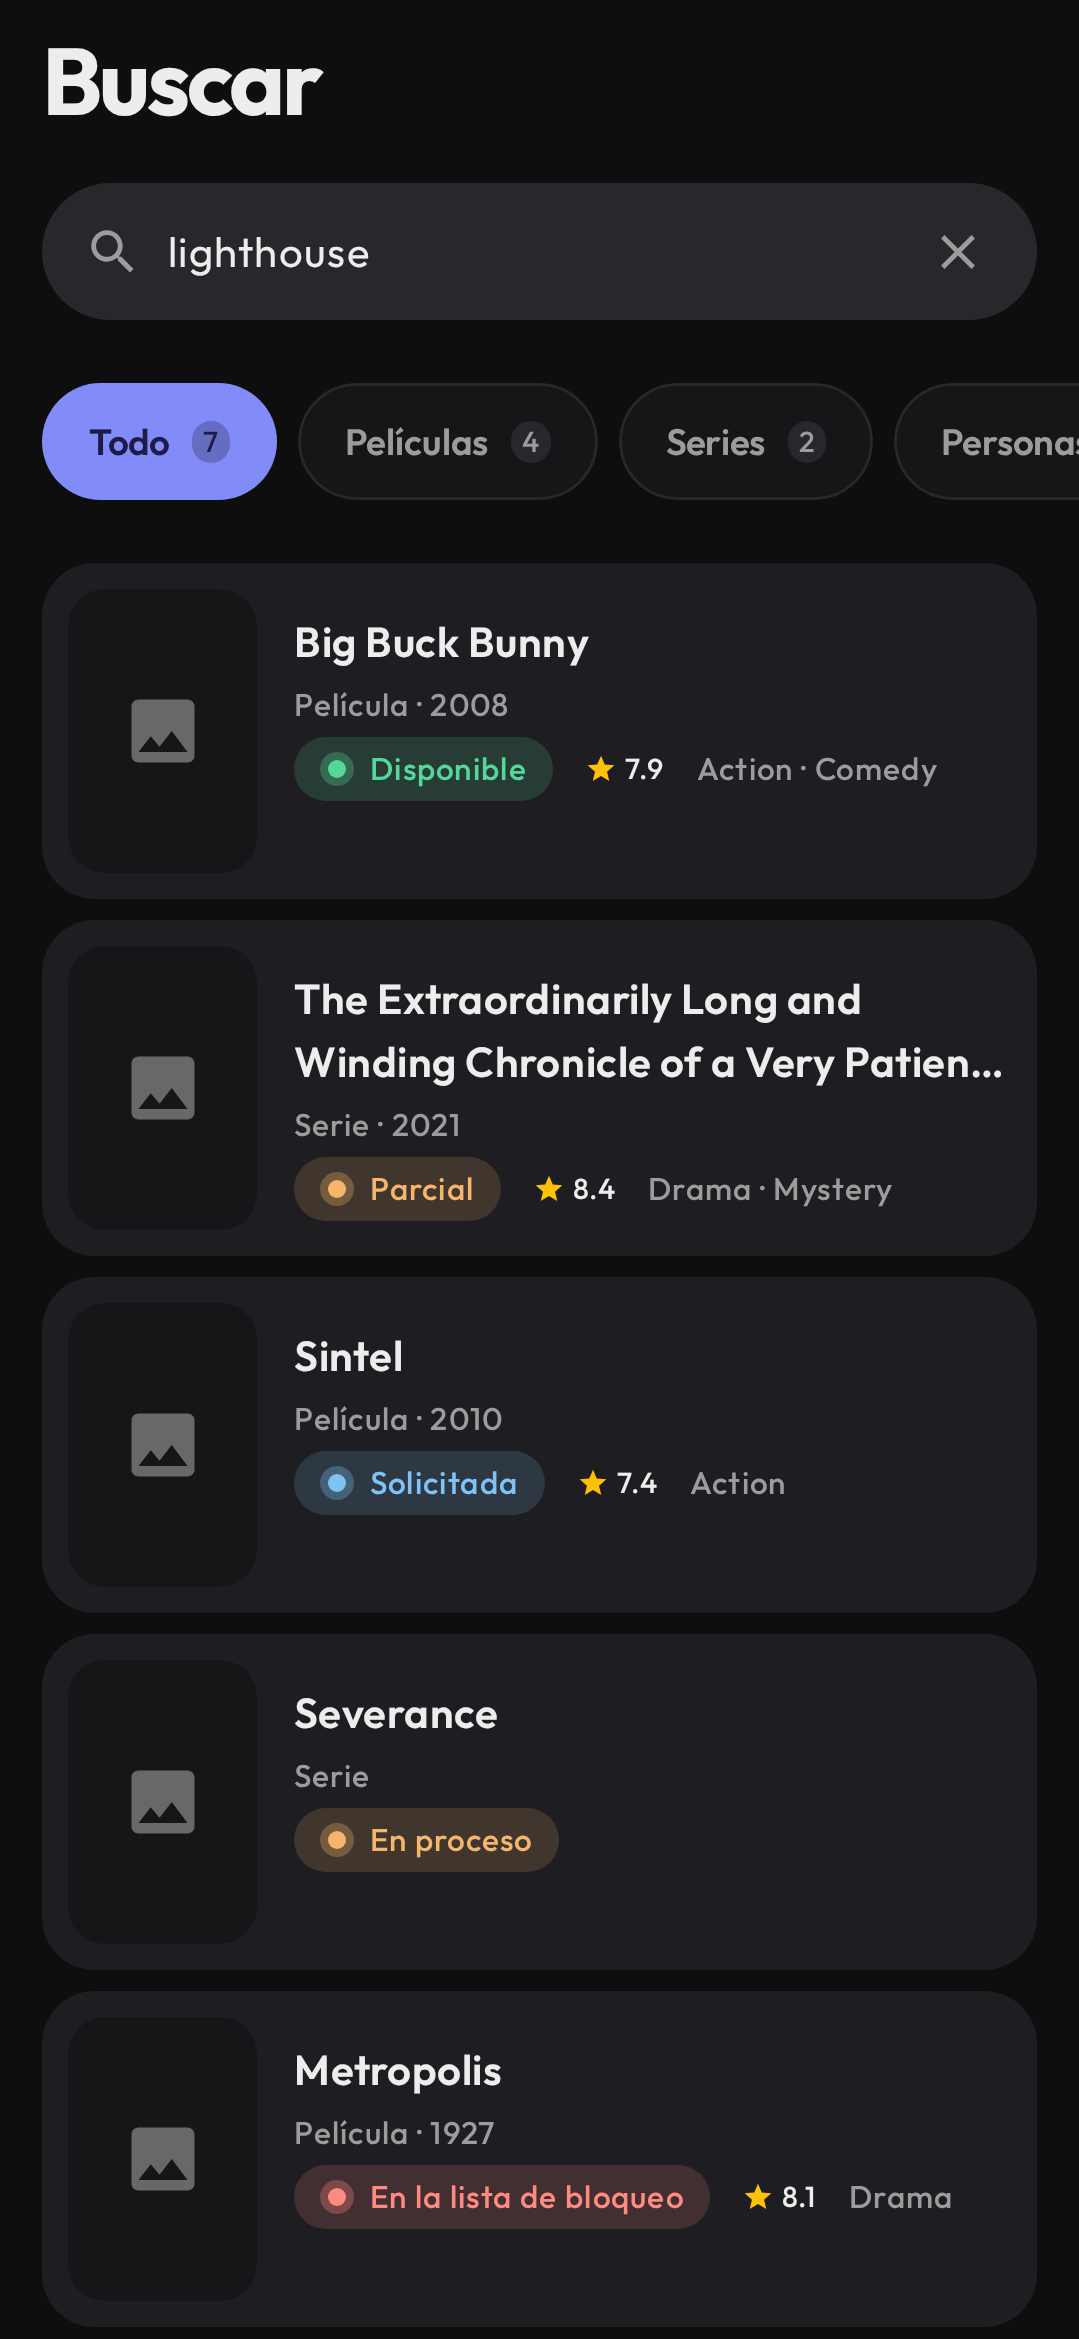 Buscar
lighthouse
Todo 7 Películas 4 Series 2 Personas
Big Buck Bunny
Película · 2008
Disponible 7.9 Action · Comedy
The Extraordinarily Long and
Winding Chronicle of a Very Patien...
Serie · 2021
Parcial 8.4 Drama · Mystery
Sintel
Película · 2010
Solicitada 7.4 Action
Severance
Serie
En proceso
Metropolis
Película · 1927
En la lista de bloqueo 8.1 Drama